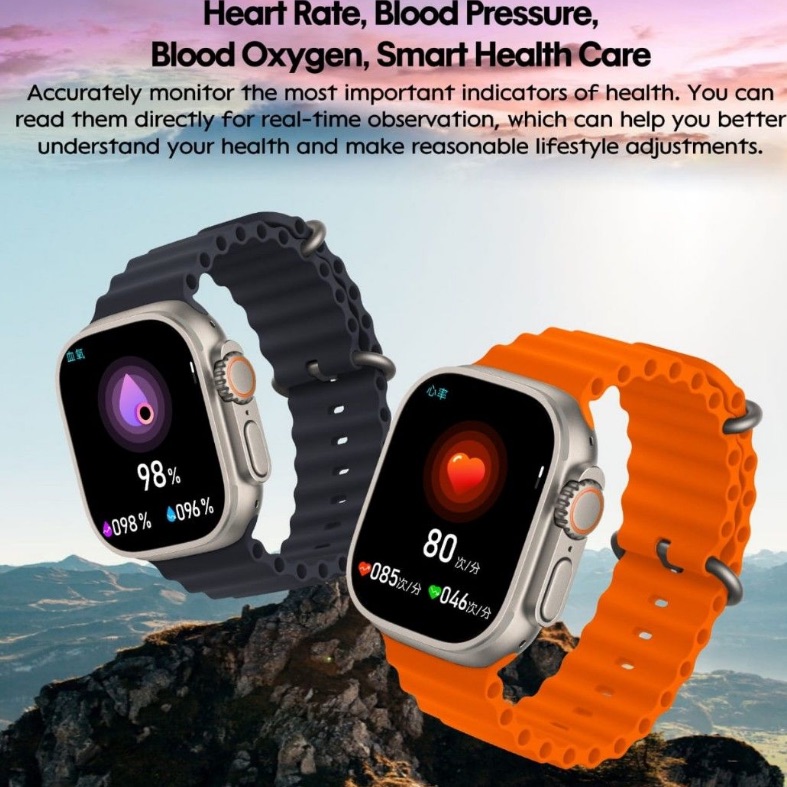 Heart Rate, Blood Pressure,
Blood Oxygen, Smart Health Care
Accurately monitor the most important indicators of health. You can
read them directly for real-time observation, which can help you better
understand your health and make reasonable lifestyle adjustments.
血氧
98%
098% 096%
心率
80次/分
085次/分 046次/分